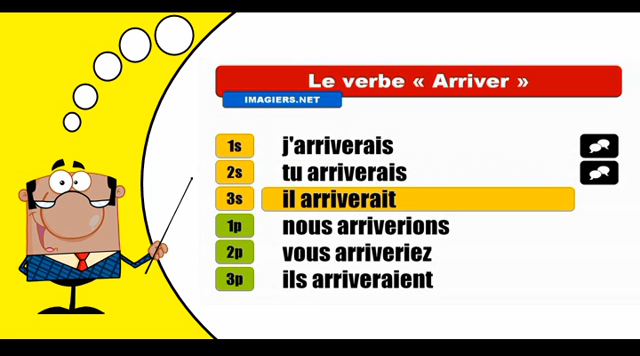 Le verbe « Arriver »
IMAGIERS.NET
1s j'arriverais
2s tu arriverais
3s il arriverait
1p nous arriverions
2p vous arriveriez
3p ils arriveraient